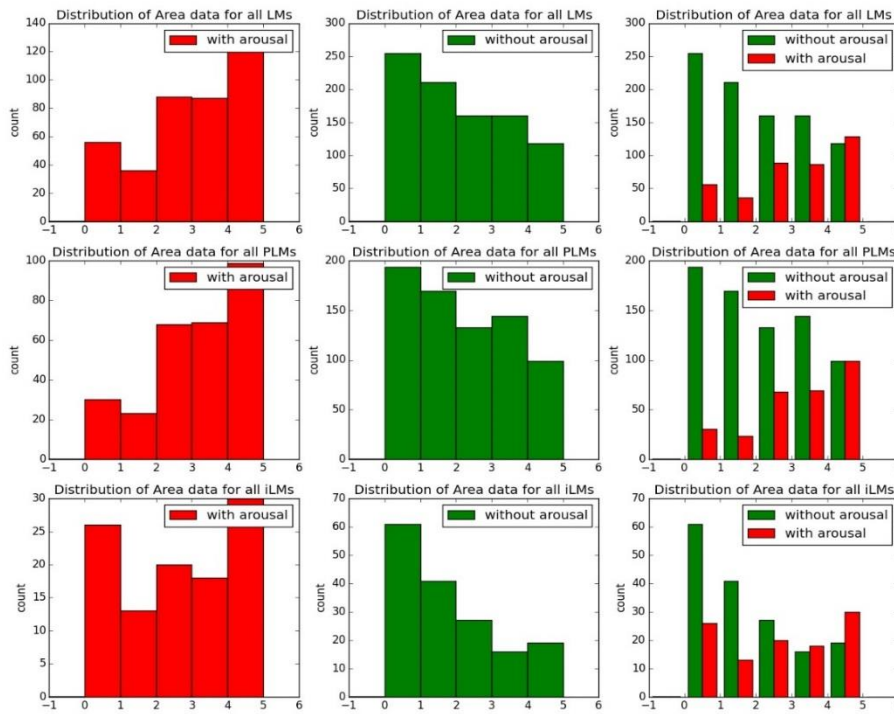 Distribution of Area data for all LMs
with arousal
count
140
120
100
80
60
40
20
0
−1 0 1 2 3 4 5 6
Distribution of Area data for all LMs
without arousal
300
250
200
150
100
50
0
−1 0 1 2 3 4 5 6
Distribution of Area data for all LMs
without arousal
with arousal
count
300
250
200
150
100
50
0
−1 0 1 2 3 4 5 6
Distribution of Area data for all PLMs
with arousal
count
100
80
60
40
20
0
−1 0 1 2 3 4 5 6
Distribution of Area data for all PLMs
without arousal
count
200
150
100
50
0
−1 0 1 2 3 4 5 6
Distribution of Area data for all PLMs
without arousal
with arousal
count
200
150
100
50
0
−1 0 1 2 3 4 5 6
Distribution of Area data for all iLMs
with arousal
count
30
25
20
15
10
5
0
−1 0 1 2 3 4 5 6
Distribution of Area data for all iLMs
without arousal
count
70
60
50
40
30
20
10
0
−1 0 1 2 3 4 5 6
Distribution of Area data for all iLMs
without arousal
with arousal
count
70
60
50
40
30
20
10
0
−1 0 1 2 3 4 5 6